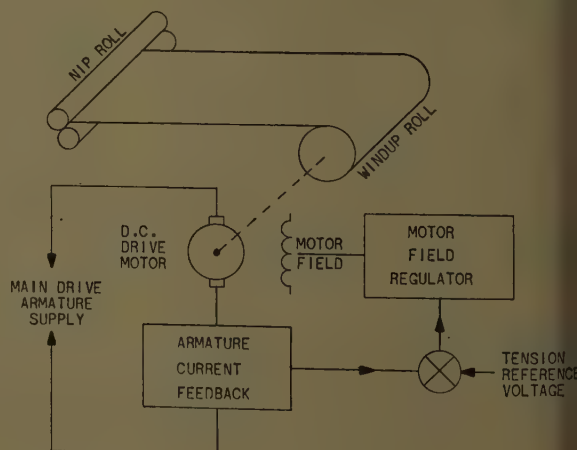 NIP ROLL
WINDUP ROLL
D.C.
DRIVE
MOTOR
MOTOR
FIELD
MOTOR
FIELD
REGULATOR
MAIN DRIVE
ARMATURE
SUPPLY
ARMATURE
CURRENT
FEEDBACK
TENSION
REFERENCE
VOLTAGE